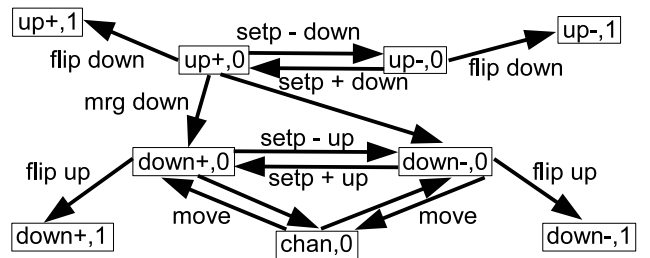 up+,1
setp - down
up-,1
flip down
up+,0
up-,0
flip down
setp + down
mrg down
setp - up
flip up
down+,0
down-,0
flip up
setp + up
move
move
down+,1
chan,0
down-,1